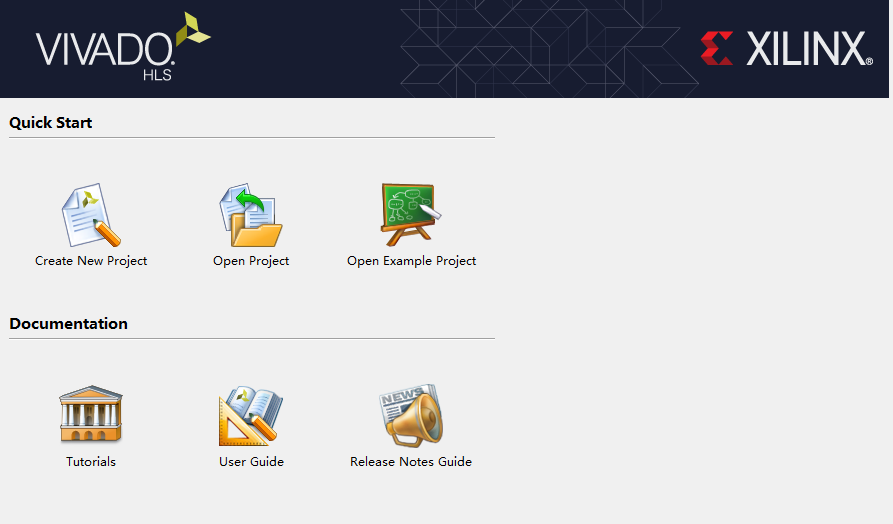 VIVADO.
HLS
XILINX®
Quick Start
Create New Project
Open Project
Open Example Project
Documentation
NEWS
Tutorials
User Guide
Release Notes Guide